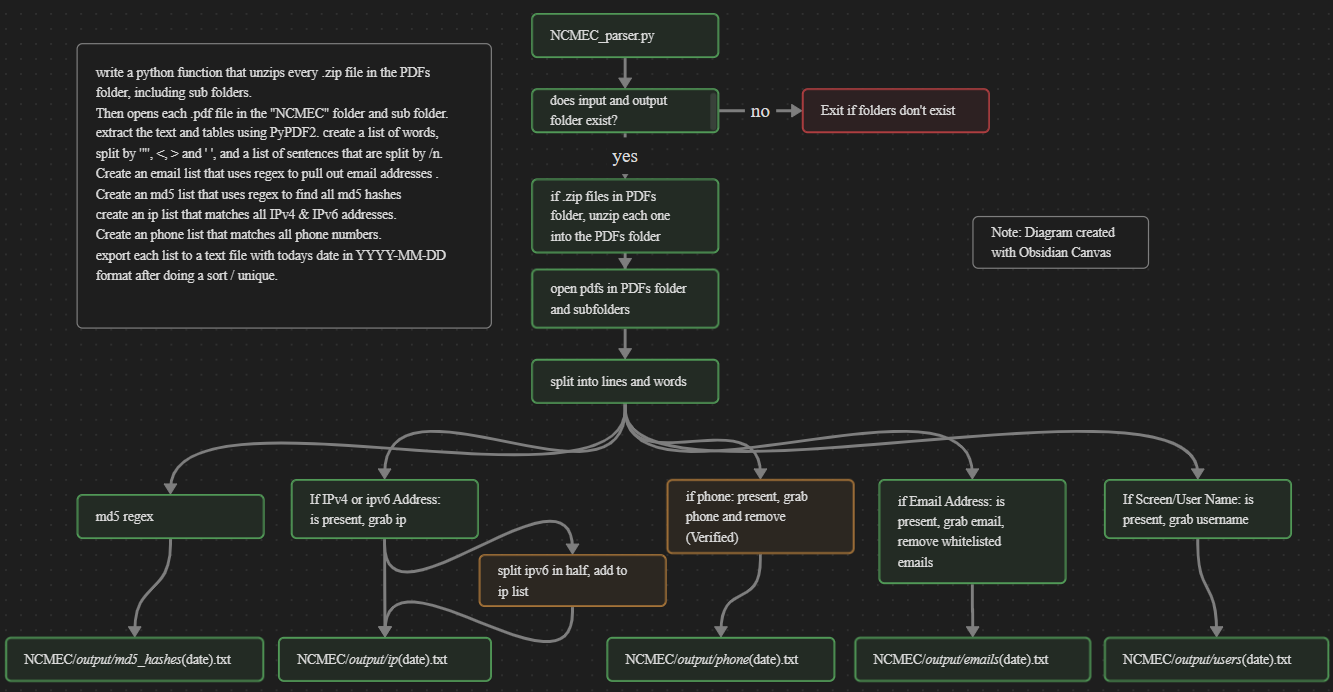 NCMEC_parser.py
write a python function that unzips every .zip file in the PDFs
folder, including sub folders.
Then opens each .pdf file in the "NCMEC" folder and sub folder.
extract the text and tables using PyPDF2. create a list of words,
split by '"', <, > and ' ', and a list of sentences that are split by /n.
Create an email list that uses regex to pull out email addresses .
Create an md5 list that uses regex to find all md5 hashes
create an ip list that matches all IPv4 & IPv6 addresses.
Create an phone list that matches all phone numbers.
export each list to a text file with todays date in YYYY-MM-DD
format after doing a sort / unique.
does input and output
folder exist?
no
Exit if folders don't exist
yes
if .zip files in PDFs
folder, unzip each one
into the PDFs folder
Note: Diagram created
with Obsidian Canvas
open pdfs in PDFs folder
and subfolders
split into lines and words
md5 regex
If IPv4 or ipv6 Address:
is present, grab ip
split ipv6 in half, add to
ip list
if phone: present, grab
phone and remove
(Verified)
if Email Address: is
present, grab email,
remove whitelisted
emails
If Screen/User Name: is
present, grab username
NCMEC/output/md5_hashes(date).txt
NCMEC/output/ip(date).txt
NCMEC/output/phone(date).txt
NCMEC/output/emails(date).txt
NCMEC/output/users(date).txt